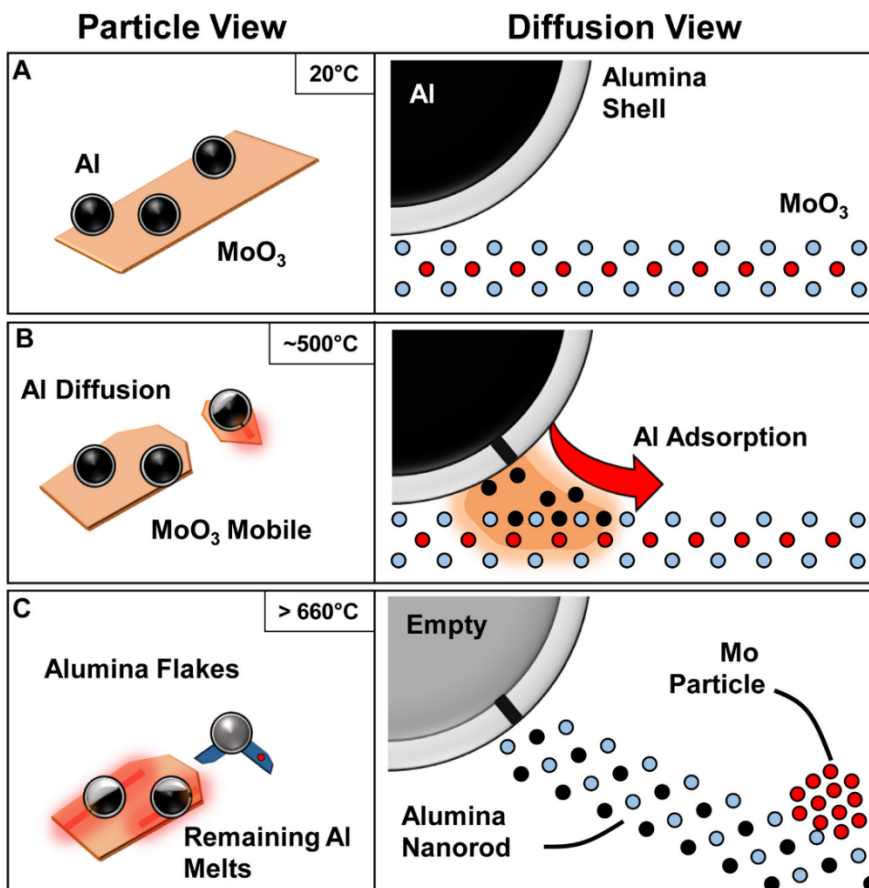 Particle View
Diffusion View
A
20°C
Al
MoO₃
Al
Alumina
Shell
MoO₃
B
~500°C
Al Diffusion
MoO₃ Mobile
Al Adsorption
C
> 660°C
Alumina Flakes
Remaining Al
Melts
Empty
Mo
Particle
Alumina
Nanorod